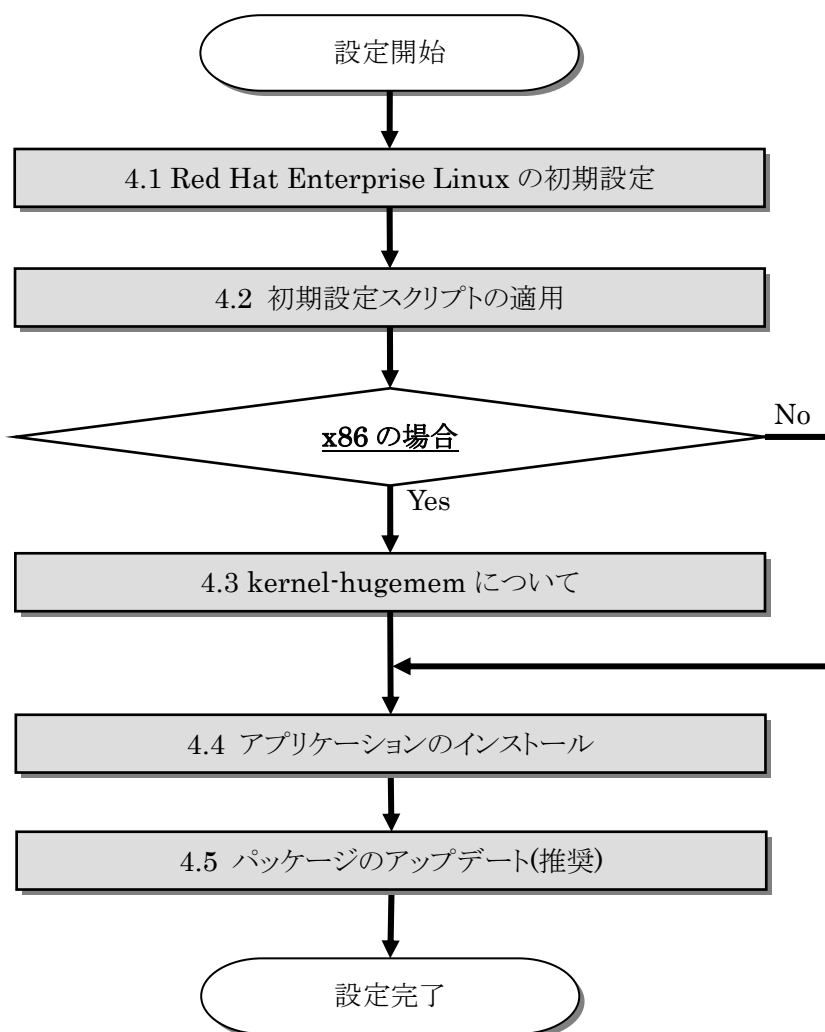 設定開始
4.1 Red Hat Enterprise Linux の初期設定
4.2 初期設定スクリプトの適用
x86 の場合
No
Yes
4.3 kernel-hugemem について
4.4 アプリケーションのインストール
4.5 パッケージのアップデート(推奨)
設定完了